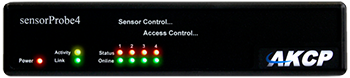 sensorProbe4
Sensor Control...
Access Control...
Activity
Status
1 2 3 4
Power
Link
Online
AKCP